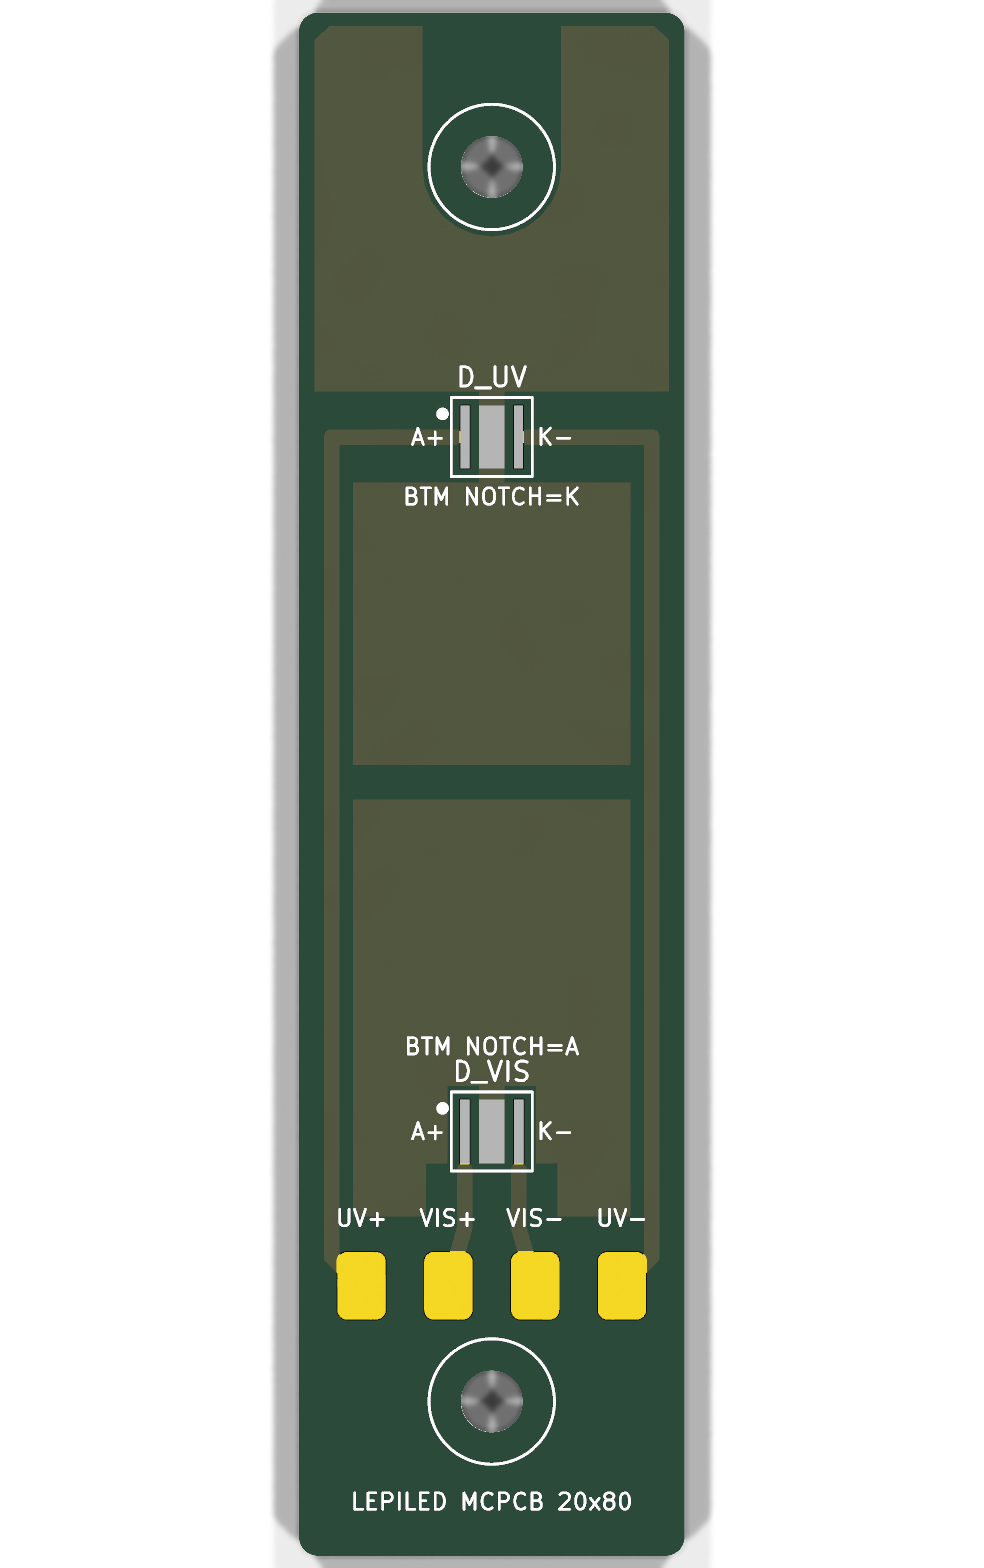 D_UV
A+ K-
BTM NOTCH=K
BTM NOTCH=A
D_VIS
A+ K-
UV+ VIS+ VIS- UV-
LEPILED MCPCB 20x80